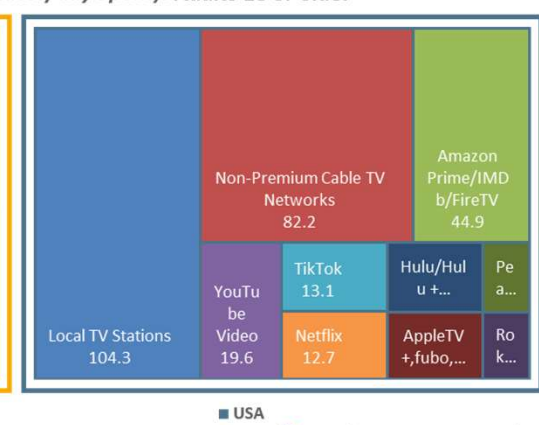 Non-Premium Cable TV
Networks
82.2
Amazon
Prime/IMD
b/FireTV
44.9
Local TV Stations
104.3
YouTu
be
Video
19.6
TikTok
13.1
Netflix
12.7
Hulu/Hul
u +...
Pe
a...
AppleTV
+,fubo,...
Ro
k...
USA